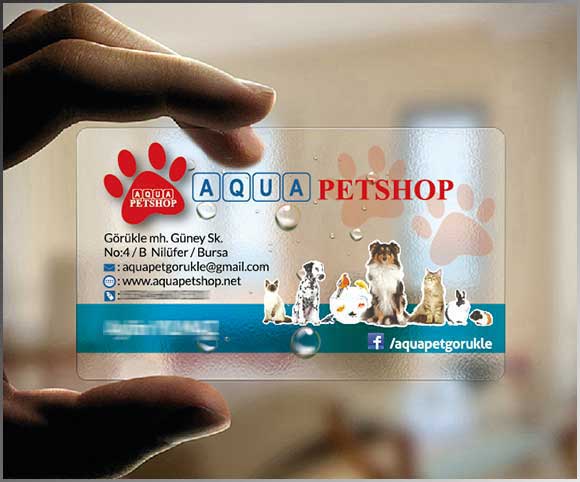 AQUA
PETSHOP
AQUA PETSHOP
Görükle mh. Güney Sk.
No:4 / B Nilüfer / Bursa
: aquapetgorukle@gmail.com
: www.aquapetshop.net
:
f /aquapetgorukle